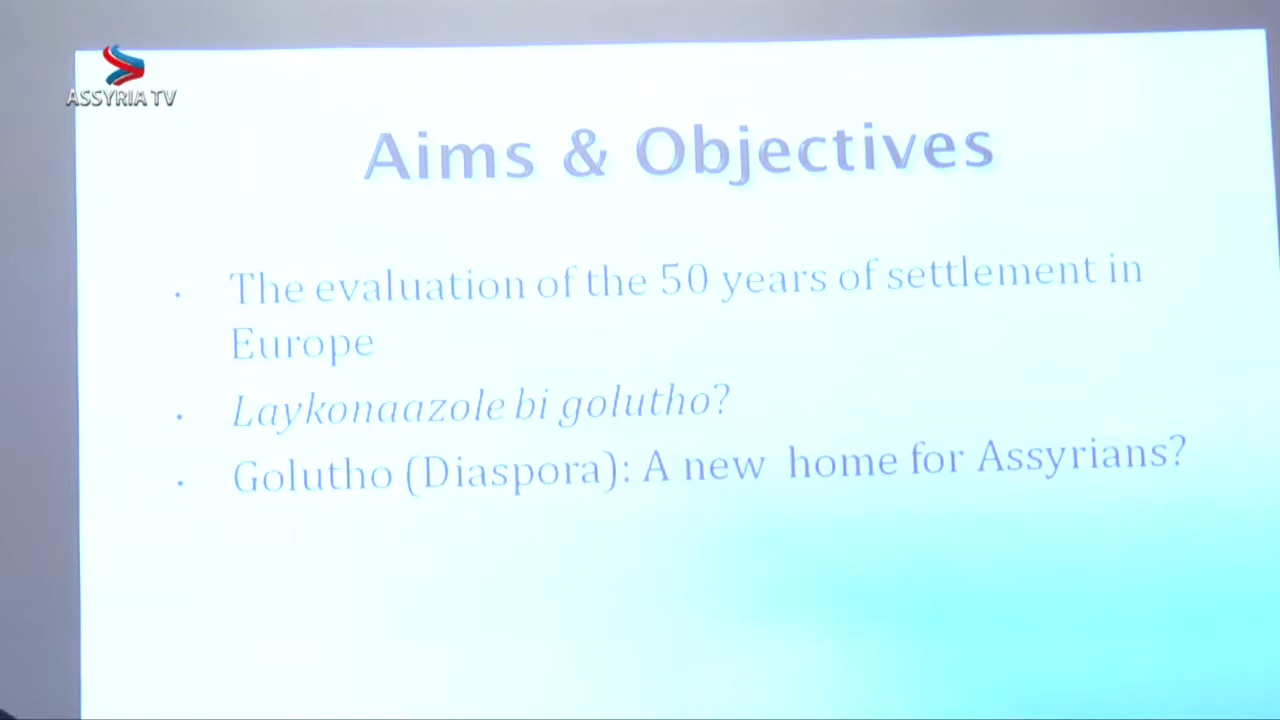 ASSYRIA TV
Aims & Objectives
· The evaluation of the 50 years of settlement in
Europe
· Laykonaazole bi golutho?
· Golutho (Diaspora): A new home for Assyrians?